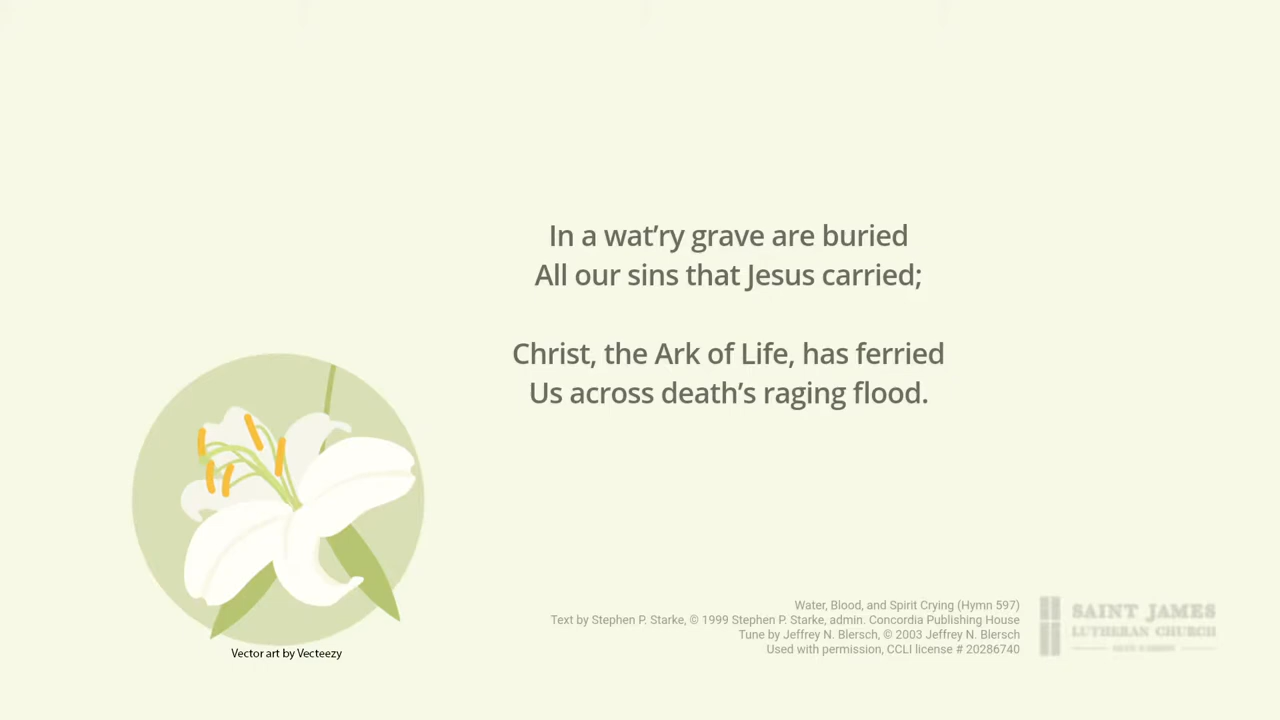 In a wat’ry grave are buried
All our sins that Jesus carried;
Christ, the Ark of Life, has ferried
Us across death’s raging flood.
Water, Blood, and Spirit Crying (Hymn 597)
Text by Stephen P. Starke, © 1999 Stephen P. Starke, admin. Concordia Publishing House
Tune by Jeffrey N. Blersch, © 2003 Jeffrey N. Blersch
Used with permission, CCLI license # 20286740
SAINT JAMES
LUTHERAN CHURCH
Vector art by Vecteezy